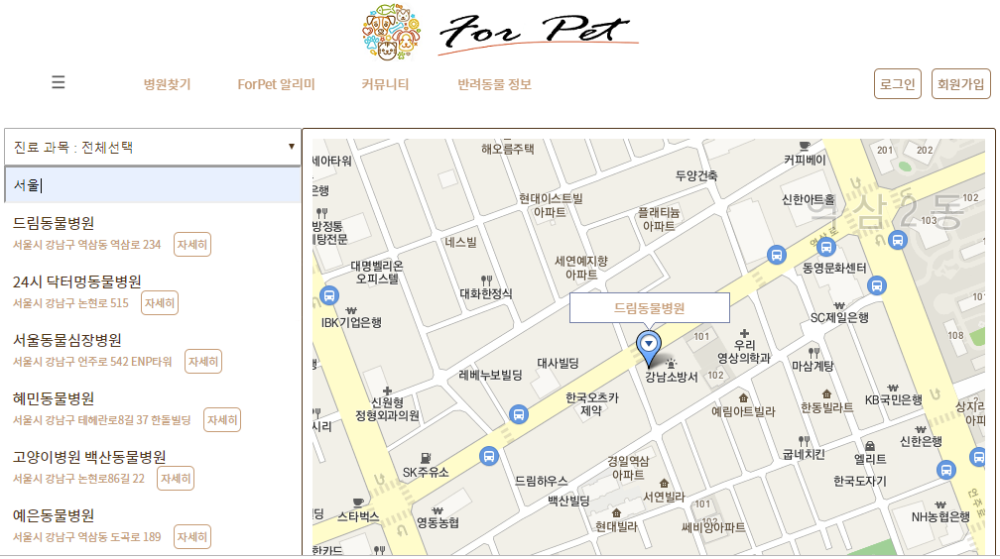 For Pet
☰ 병원찾기 ForPet 알리미 커뮤니티 반려동물 정보 로그인 회원가입
진료 과목 : 전체선택
서울
드림동물병원
서울시 강남구 역삼동 역삼로 234 자세히
24시 닥터멍동물병원
서울시 강남구 논현로 515 자세히
서울동물심장병원
서울시 강남구 언주로 542 ENP타워 자세히
혜민동물병원
서울시 강남구 테헤란로8길 37 한돌빌딩 자세히
고양이병원 백산동물병원
서울시 강남구 논현로86길 22 자세히
예은동물병원
서울시 강남구 역삼동 도곡로 189 자세히
세아타워
해오름주택
커피베이
201
202
은행
두양건축
현대이스트빌
아파트
플래티늄
아파트
신한아트홀
역삼2동
103
102
방정통
네스빌
역삼로
세연예지향
아파트
대명벨리온
오피스텔
동영문화센터
대화한정식
드림동물병원
IBK기업은행
SC제일은행
101
우리
영상의학과
108
대사빌딩
레베누보빌딩
강남소방서
102
마삼계탕
신원형
정형외과의원
한국오츠카
제약
예림아트빌라
한동빌라트
KB국민은행
시리
굽네치킨
엘리트
신한은행
경일역삼
아파트
SK주유소
드림하우스
한국도자기
서연빌라
백산빌딩
스타벅스
영동농협
101
102
현대빌라
쎄비앙아파트
NH농협은행
언주로
한카드